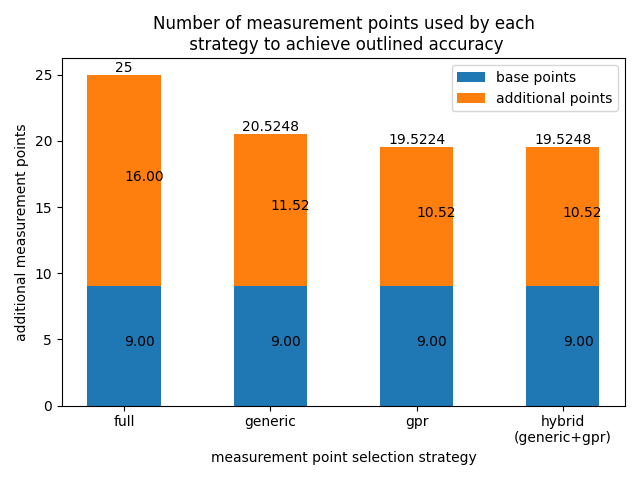 Number of measurement points used by each
strategy to achieve outlined accuracy
base points
additional points
25
20.5248
19.5224
19.5248
16.00
11.52
10.52
10.52
9.00
9.00
9.00
9.00
25
20
15
10
5
0
additional measurement points
full
generic
gpr
hybrid
(generic+gpr)
measurement point selection strategy